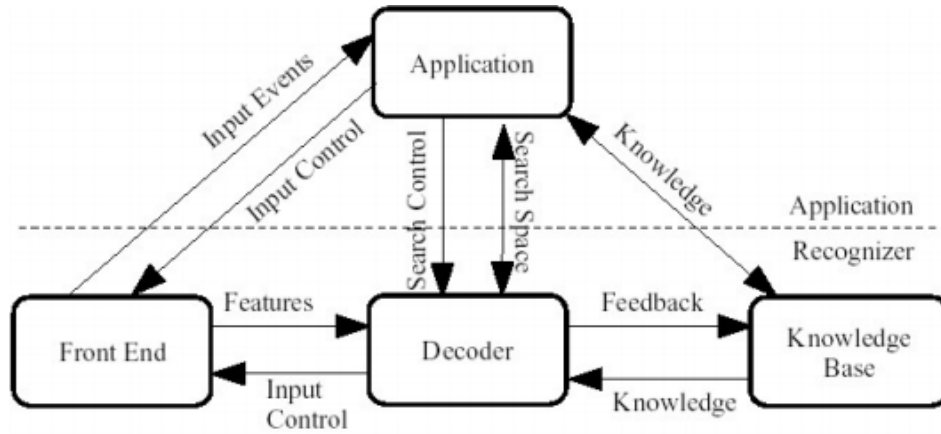 Application
Input Events
Input Control
Search Control
Search Space
Knowledge
Application
Recognizer
Front End
Features
Input
Control
Decoder
Feedback
Knowledge
Knowledge
Base